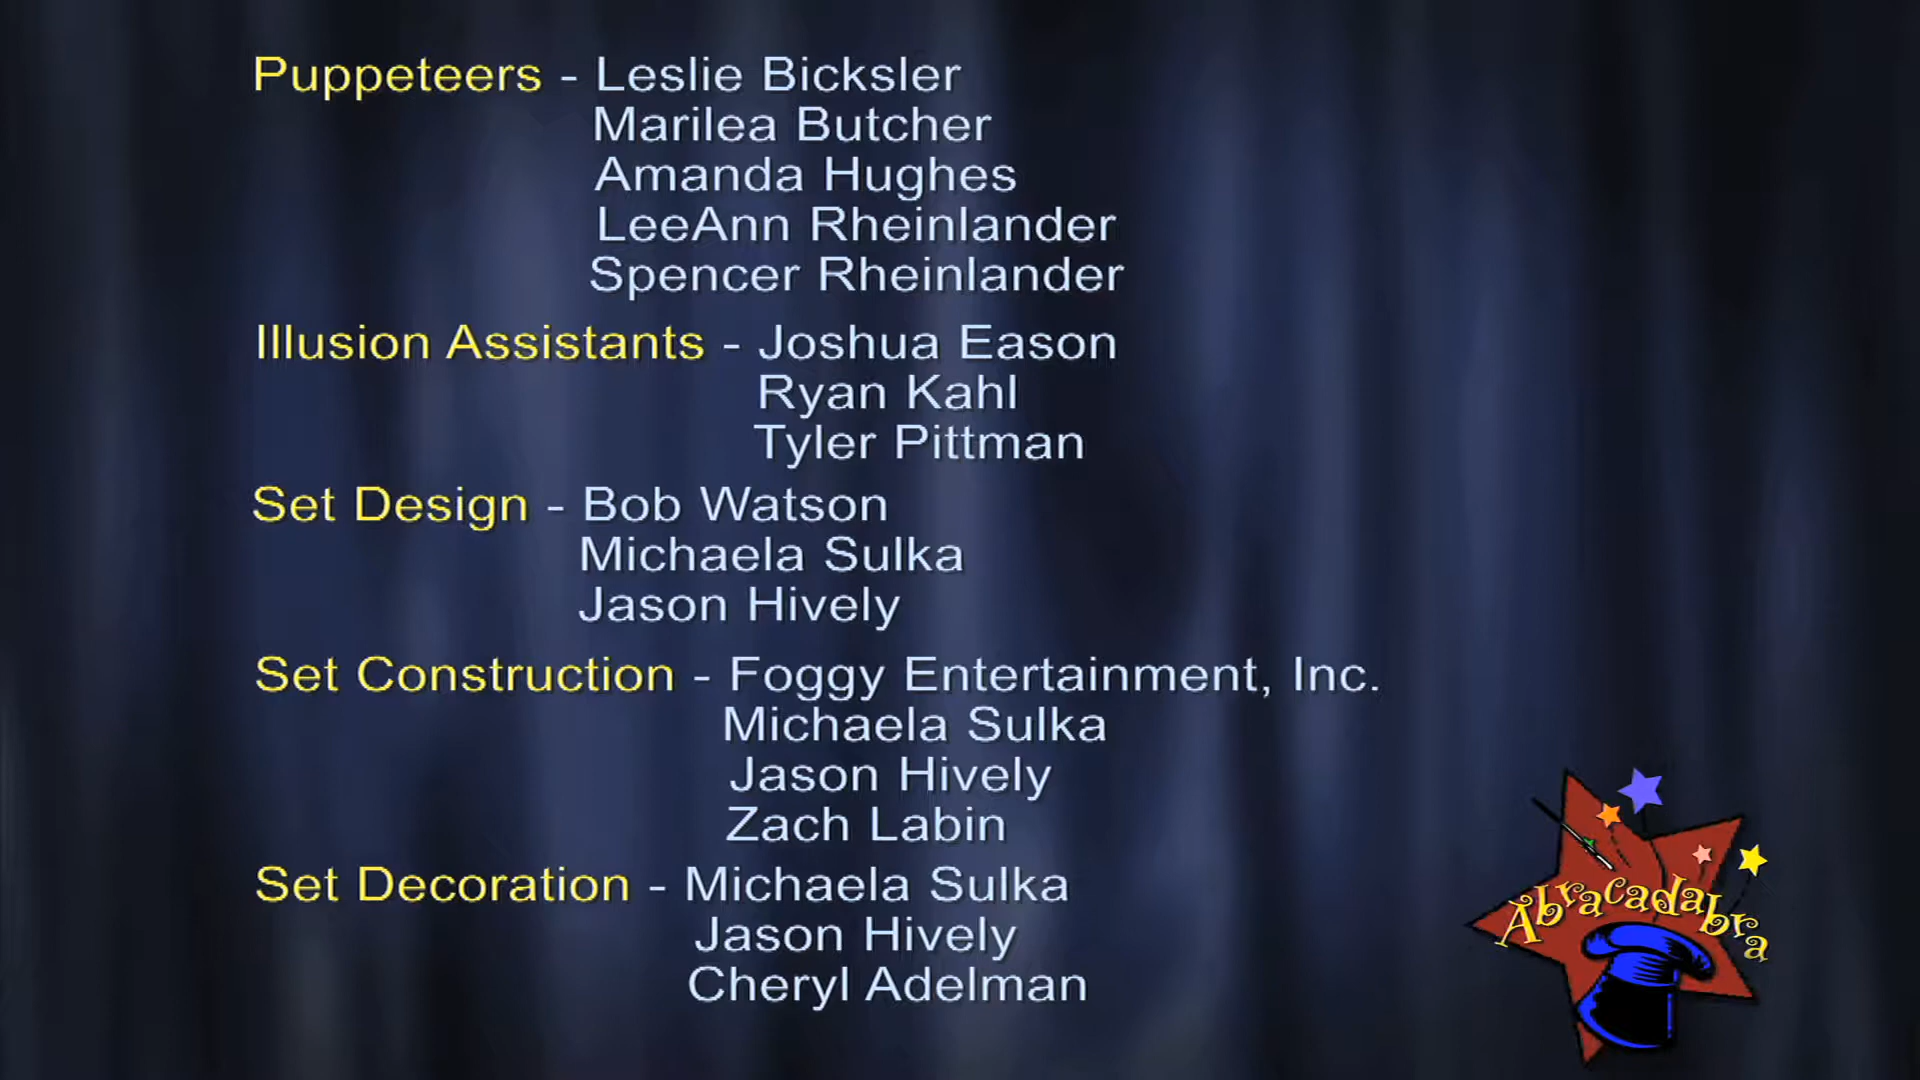 Puppeteers - Leslie Bicksler
Marilea Butcher
Amanda Hughes
LeeAnn Rheinlander
Spencer Rheinlander
Illusion Assistants - Joshua Eason
Ryan Kahl
Tyler Pittman
Set Design - Bob Watson
Michaela Sulka
Jason Hively
Set Construction - Foggy Entertainment, Inc.
Michaela Sulka
Jason Hively
Zach Labin
Set Decoration - Michaela Sulka
Jason Hively
Cheryl Adelman
Abracadabra